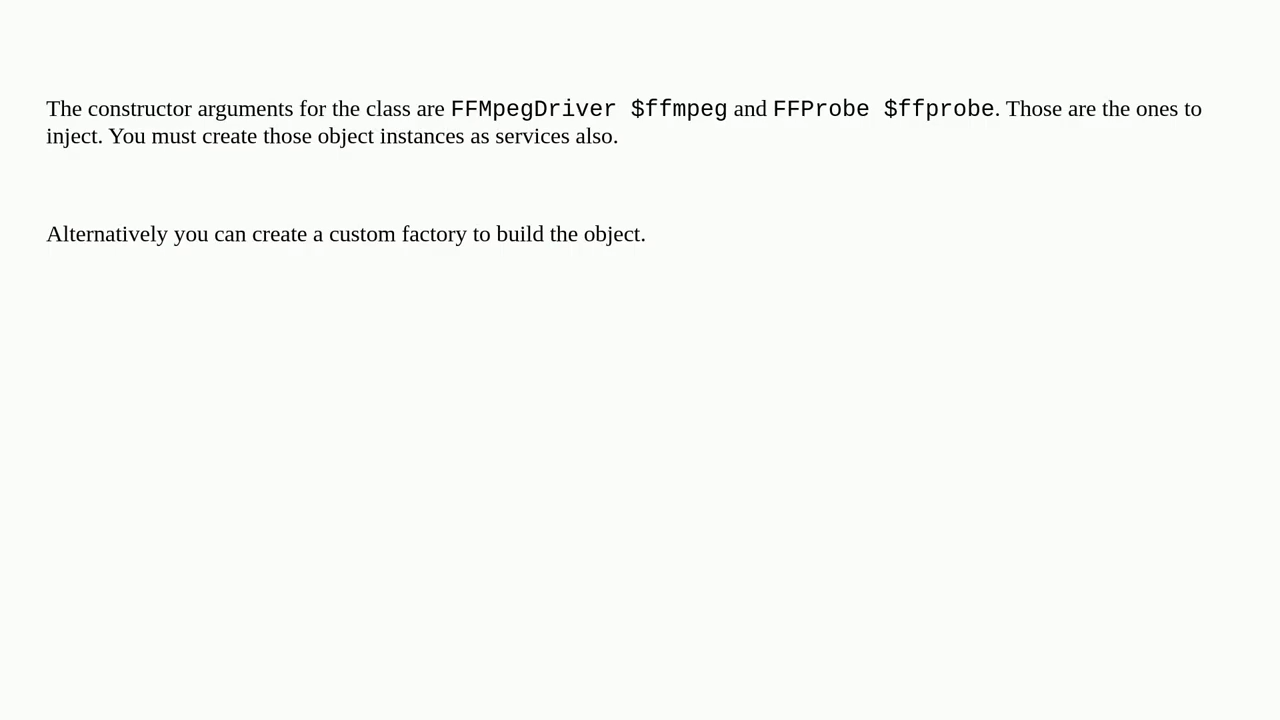 The constructor arguments for the class are FFMpegDriver $ffmpeg and FFProbe $ffprobe. Those are the ones to
inject. You must create those object instances as services also.
Alternatively you can create a custom factory to build the object.